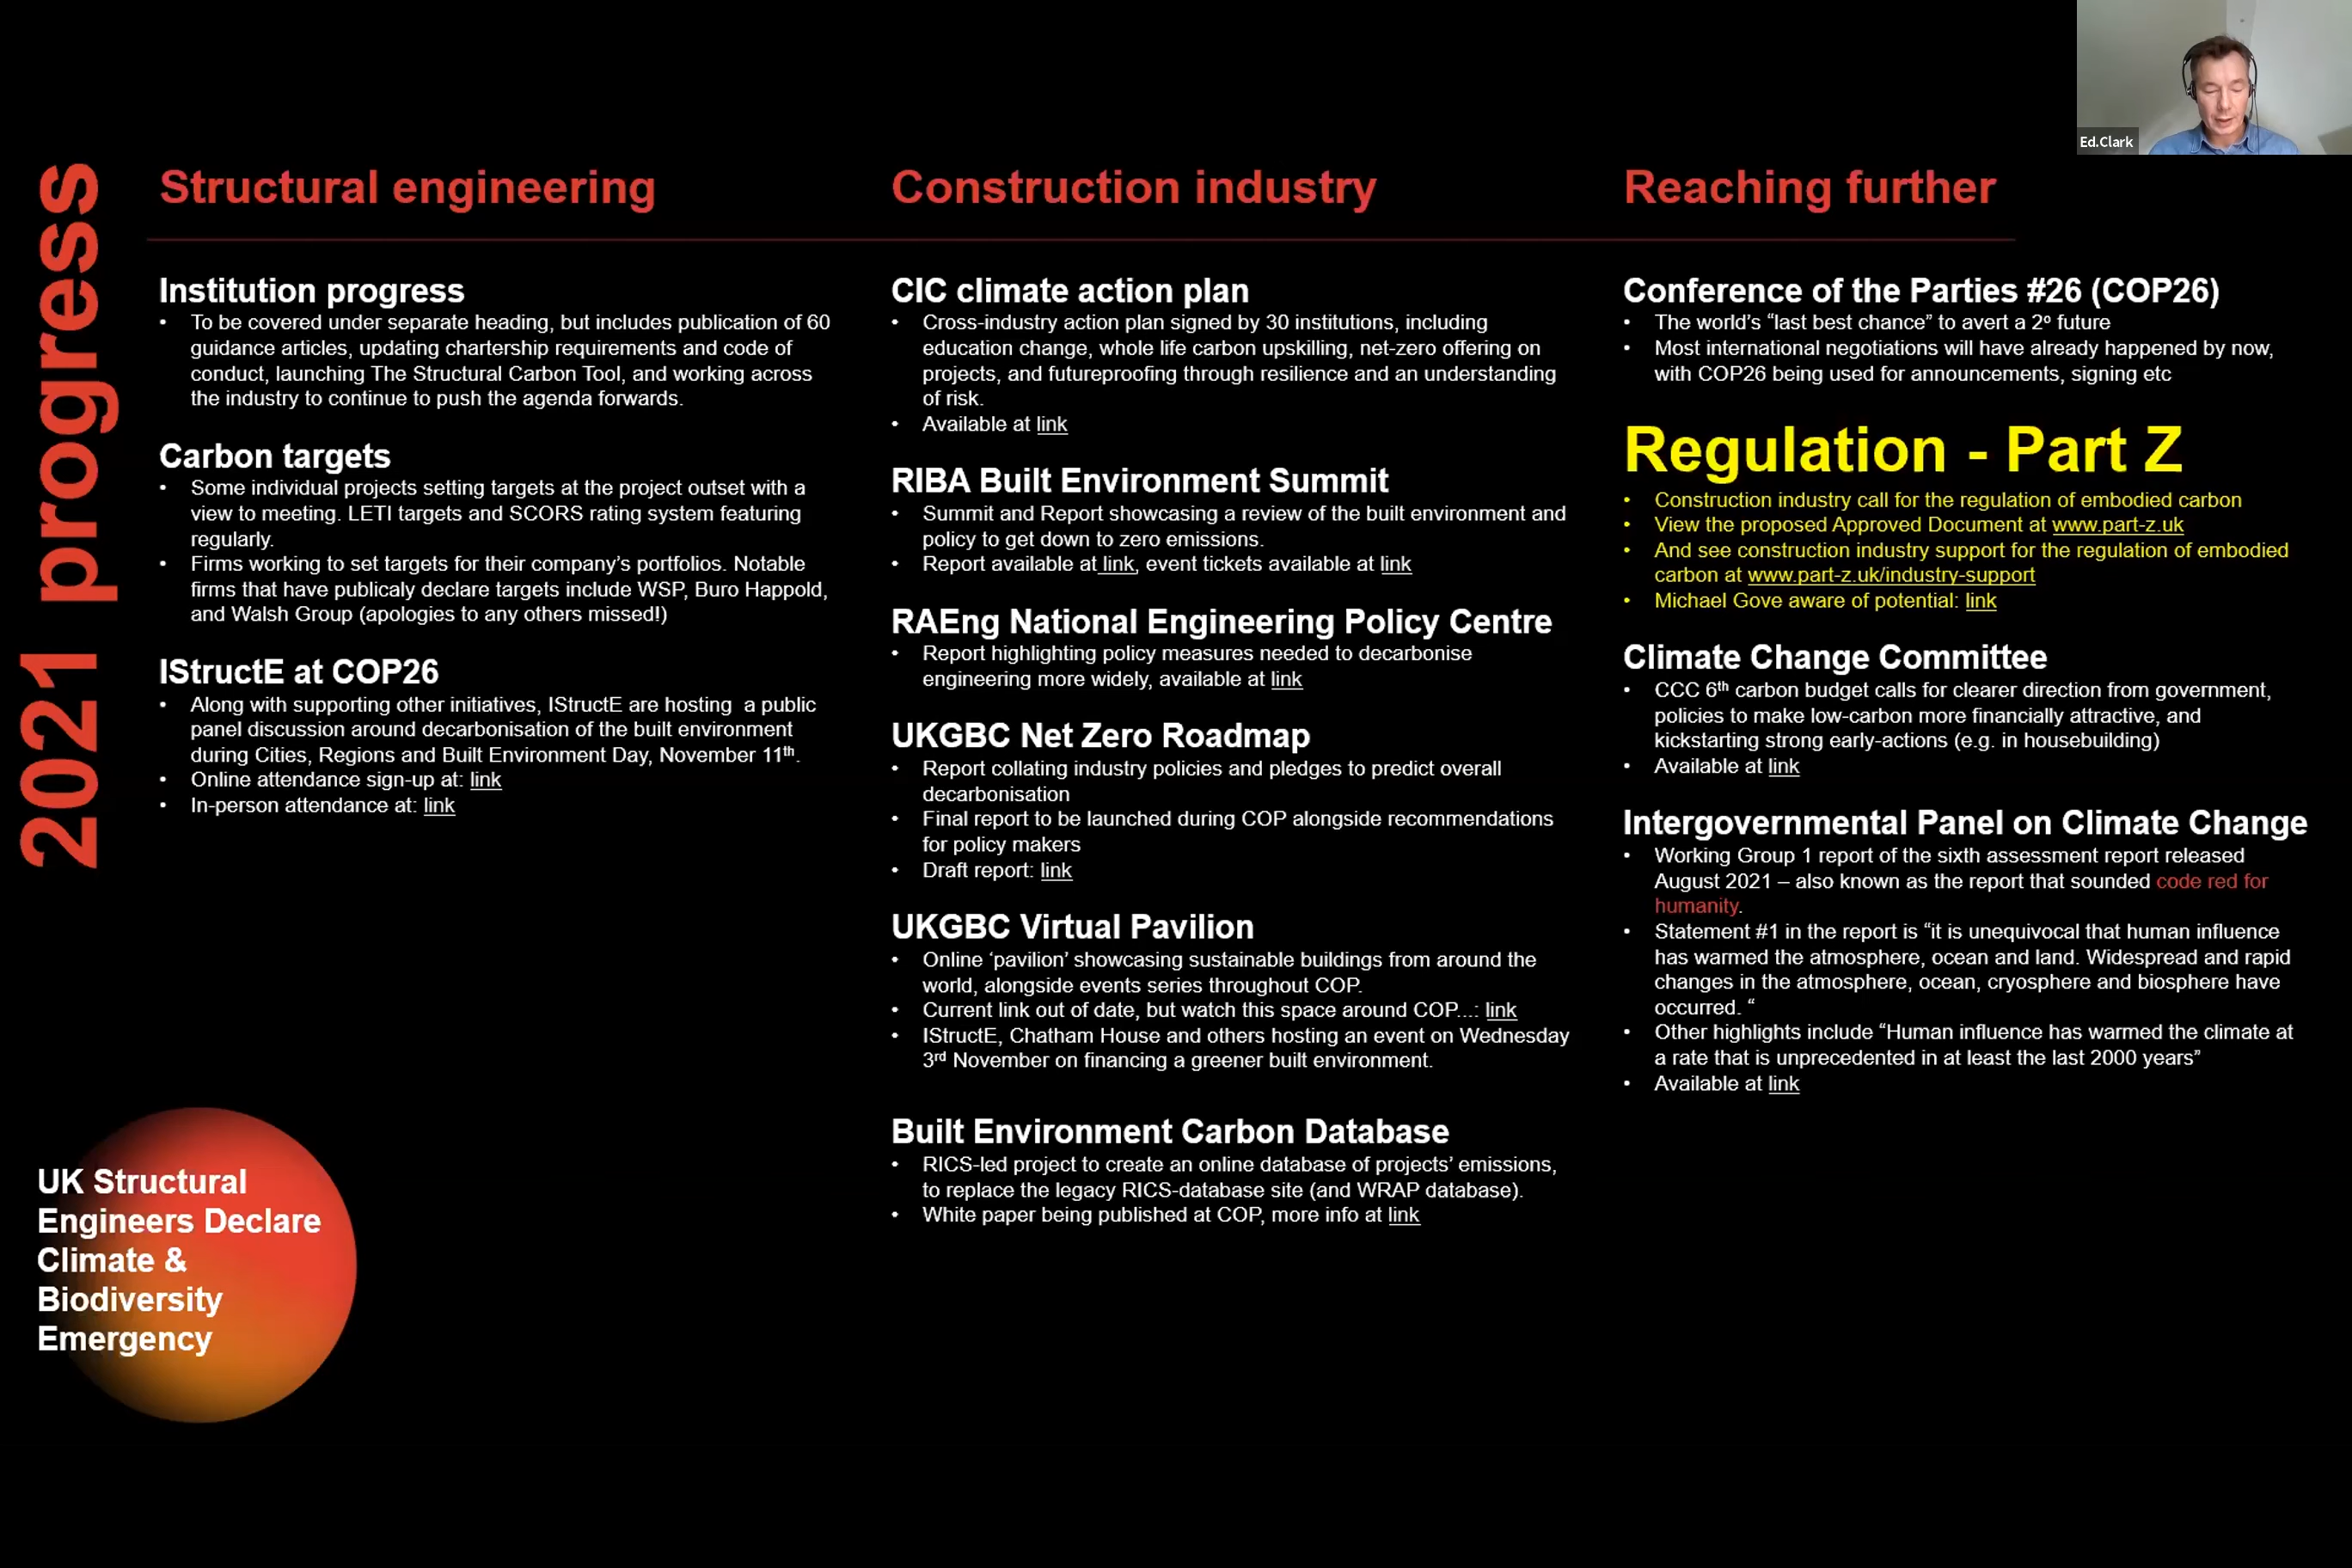 Ed.Clark
2021 progress
Structural engineering
Institution progress
• To be covered under separate heading, but includes publication of 60
guidance articles, updating chartership requirements and code of
conduct, launching The Structural Carbon Tool, and working across
the industry to continue to push the agenda forwards.
Carbon targets
• Some individual projects setting targets at the project outset with a
view to meeting. LETI targets and SCORS rating system featuring
regularly.
• Firms working to set targets for their company’s portfolios. Notable
firms that have publicaly declare targets include WSP, Buro Happold,
and Walsh Group (apologies to any others missed!)
IStructE at COP26
• Along with supporting other initiatives, IStructE are hosting  a public
panel discussion around decarbonisation of the built environment
during Cities, Regions and Built Environment Day, November 11th.
• Online attendance sign-up at: link
• In-person attendance at: link
Construction industry
CIC climate action plan
• Cross-industry action plan signed by 30 institutions, including
education change, whole life carbon upskilling, net-zero offering on
projects, and futureproofing through resilience and an understanding
of risk.
• Available at link
RIBA Built Environment Summit
• Summit and Report showcasing a review of the built environment and
policy to get down to zero emissions.
• Report available at link, event tickets available at link
RAEng National Engineering Policy Centre
• Report highlighting policy measures needed to decarbonise
engineering more widely, available at link
UKGBC Net Zero Roadmap
• Report collating industry policies and pledges to predict overall
decarbonisation
• Final report to be launched during COP alongside recommendations
for policy makers
• Draft report: link
UKGBC Virtual Pavilion
• Online ‘pavilion’ showcasing sustainable buildings from around the
world, alongside events series throughout COP.
• Current link out of date, but watch this space around COP...: link
• IStructE, Chatham House and others hosting an event on Wednesday
3rd November on financing a greener built environment.
Built Environment Carbon Database
• RICS-led project to create an online database of projects’ emissions,
to replace the legacy RICS-database site (and WRAP database).
• White paper being published at COP, more info at link
Reaching further
Conference of the Parties #26 (COP26)
• The world’s “last best chance” to avert a 2º future
• Most international negotiations will have already happened by now,
with COP26 being used for announcements, signing etc
Regulation - Part Z
• Construction industry call for the regulation of embodied carbon
• View the proposed Approved Document at www.part-z.uk
• And see construction industry support for the regulation of embodied
carbon at www.part-z.uk/industry-support
• Michael Gove aware of potential: link
Climate Change Committee
• CCC 6th carbon budget calls for clearer direction from government,
policies to make low-carbon more financially attractive, and
kickstarting strong early-actions (e.g. in housebuilding)
• Available at link
Intergovernmental Panel on Climate Change
• Working Group 1 report of the sixth assessment report released
August 2021 – also known as the report that sounded code red for
humanity.
• Statement #1 in the report is “it is unequivocal that human influence
has warmed the atmosphere, ocean and land. Widespread and rapid
changes in the atmosphere, ocean, cryosphere and biosphere have
occurred. “
• Other highlights include “Human influence has warmed the climate at
a rate that is unprecedented in at least the last 2000 years”
• Available at link
UK Structural
Engineers Declare
Climate &
Biodiversity
Emergency